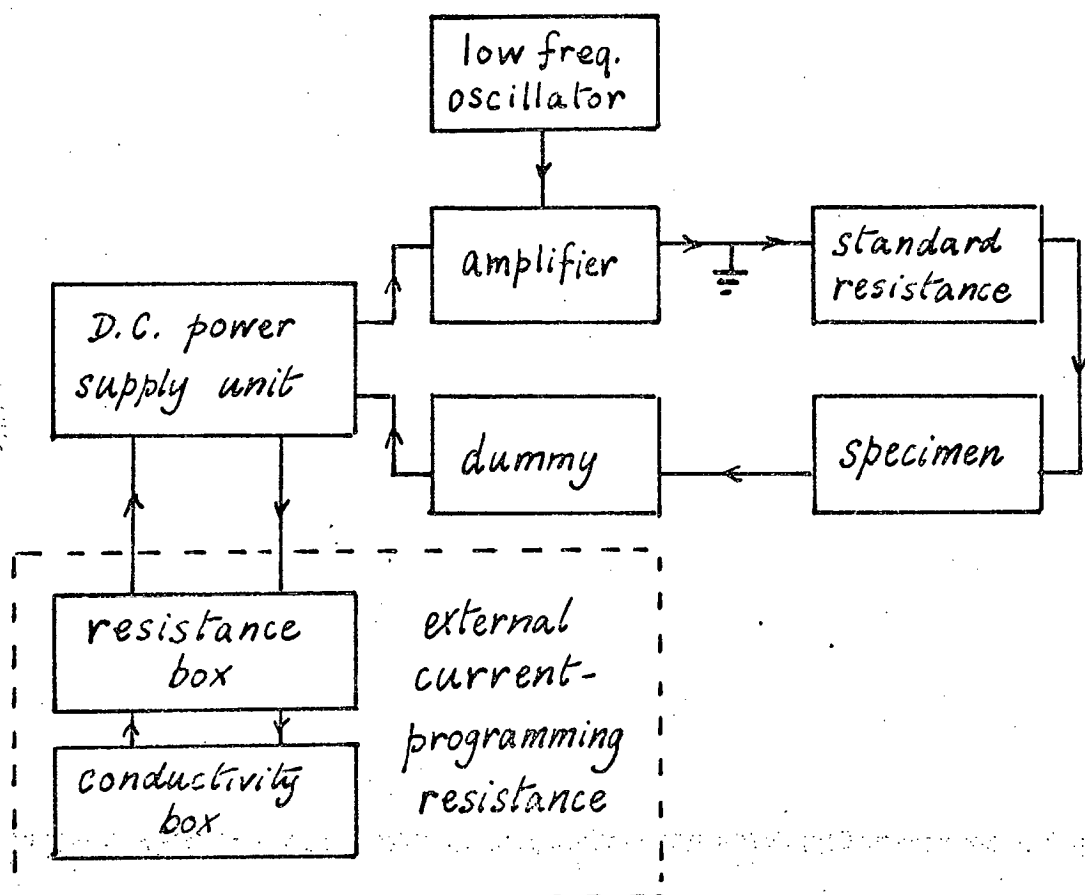 low freq.
oscillator
amplifier
standard
resistance
D.C. power
supply unit
dummy
specimen
resistance
box
external
current-
programming
resistance
conductivity
box